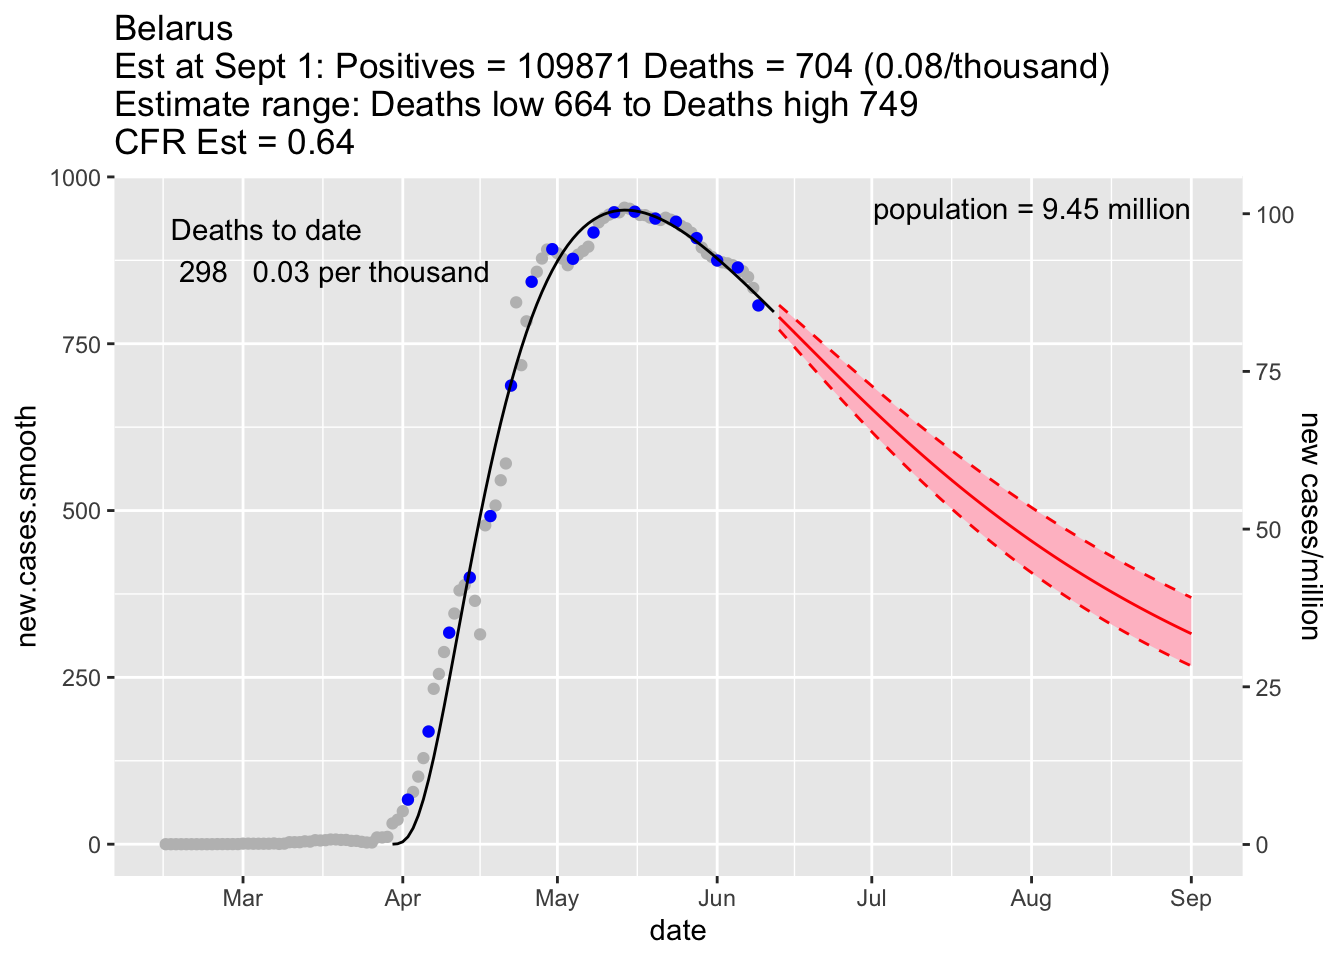 Belarus
Est at Sept 1: Positives = 109871 Deaths = 704 (0.08/thousand)
Estimate range: Deaths low 664 to Deaths high 749
CFR Est = 0.64
Deaths to date
298 0.03 per thousand
population = 9.45 million
new.cases.smooth
1000
750
500
250
0
100
75
50
25
0
new cases/million
Mar Apr May Jun Jul Aug Sep
date